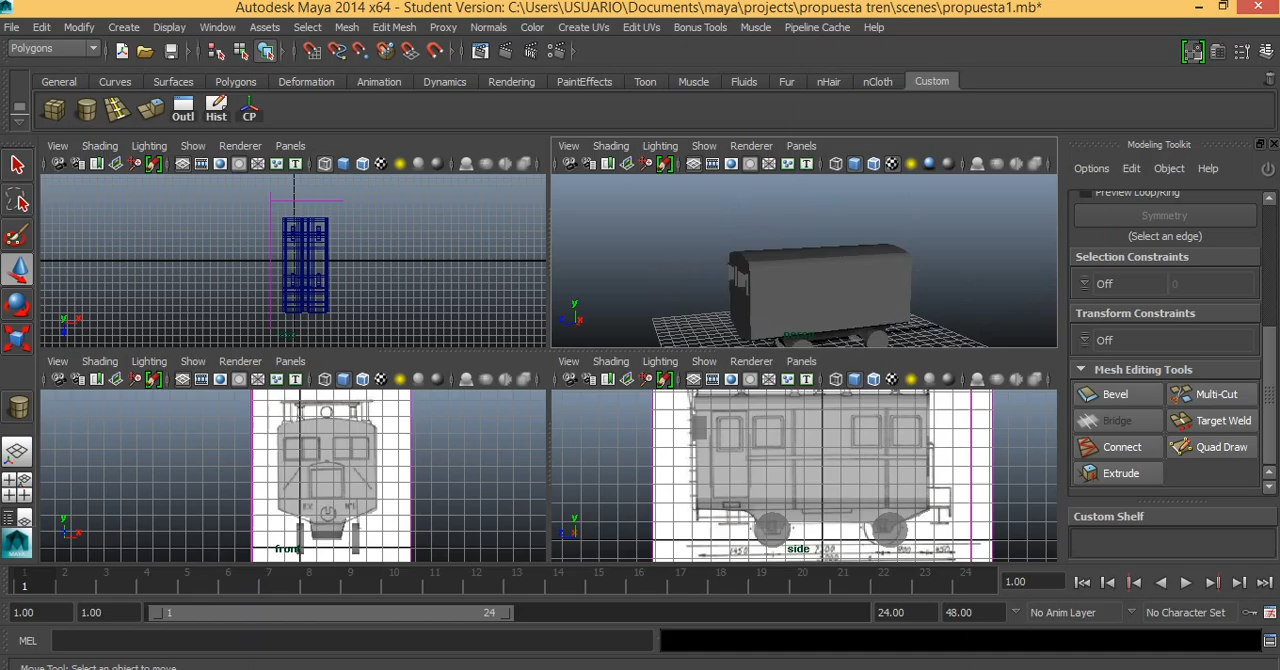 Autodesk Maya 2014 x64 - Student Version: C:\Users\USUARIO\Documents\maya\projects\propuesta tren\scenes\propuesta1.mb*
File Edit Modify Create Display Window Assets Select Mesh Edit Mesh Proxy Normals Color Create UVs Edit UVs Bonus Tools Muscle Pipeline Cache Help
Polygons
General Curves Surfaces Polygons Deformation Animation Dynamics Rendering PaintEffects Toon Muscle Fluids Fur nHair nCloth Custom
Outl Hist CP
View Shading Lighting Show Renderer Panels
View Shading Lighting Show Renderer Panels
Modeling Toolkit
Options Edit Object Help
Preview Loop/Ring
Symmetry
(Select an edge)
Selection Constraints
Off 0
Transform Constraints
Off
Mesh Editing Tools
Bevel Multi-Cut
Bridge Target Weld
Connect Quad Draw
Extrude
Custom Shelf
y x
y x
persp
View Shading Lighting Show Renderer Panels
View Shading Lighting Show Renderer Panels
y
front
y
side
1 2 3 4 5 6 7 8 9 10 11 12 13 14 15 16 17 18 19 20 21 22 23 24
1
1.00
1.00 1.00 1 24 24.00 48.00 No Anim Layer No Character Set
MEL
Move Tool: Select an object to move